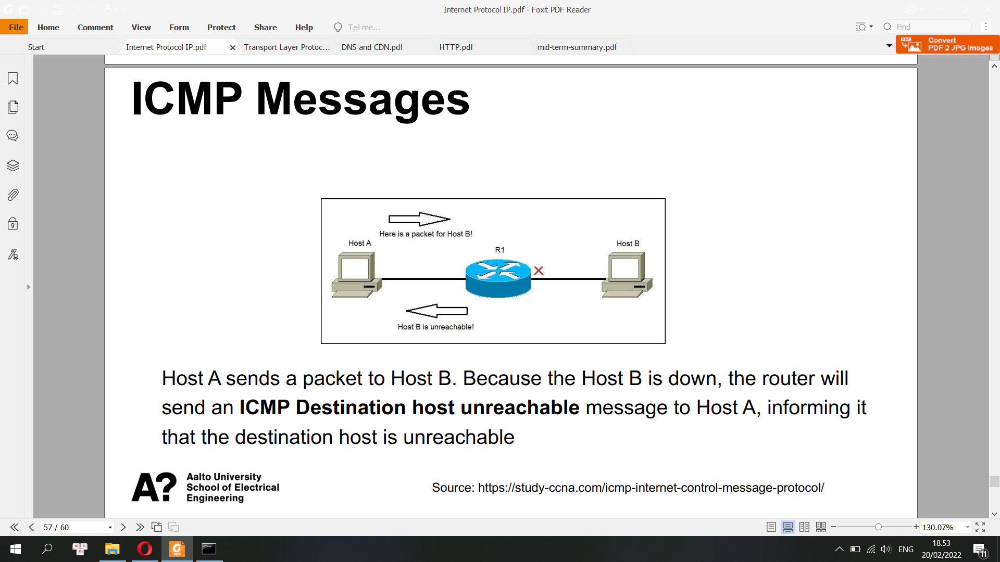 Internet Protocol IP.pdf - Foxit PDF Reader
File Home Comment View Form Protect Share Help Tell me... Find
Start Internet Protocol IP.pdf Transport Layer Protoc... DNS and CDN.pdf HTTP.pdf mid-term-summary.pdf
PDF Convert
PDF 2 JPG Images
ICMP Messages
Here is a packet for Host B!
Host A
Host B
R1
Host B is unreachable!
Host A sends a packet to Host B. Because the Host B is down, the router will
send an ICMP Destination host unreachable message to Host A, informing it
that the destination host is unreachable
A? Aalto University
School of Electrical
Engineering
Source: https://study-ccna.com/icmp-internet-control-message-protocol/
57 / 60 130.07%
ENG
18.53
20/02/2022
11